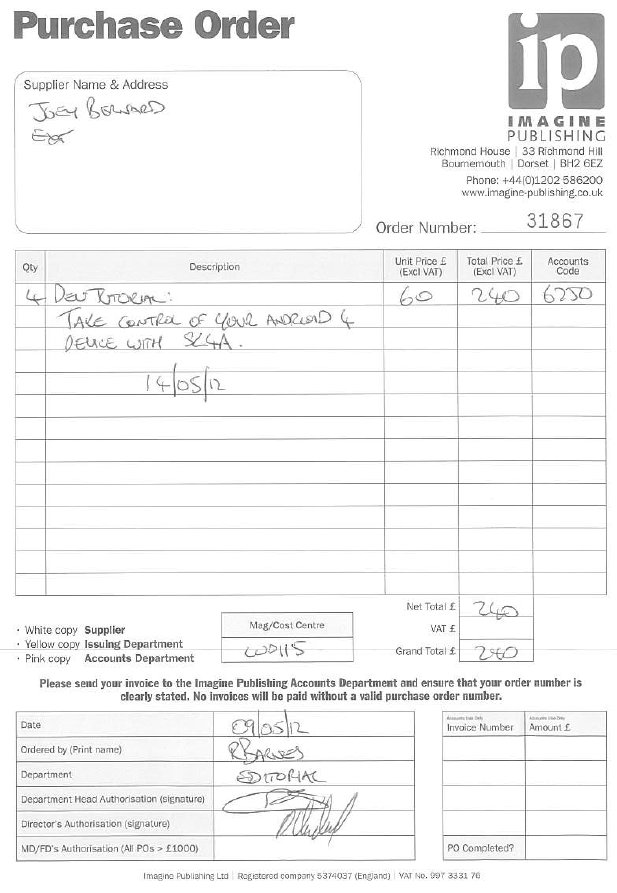 Purchase Order
ip
IMAGINE
PUBLISHING
Richmond House | 33 Richmond Hill
Bournemouth | Dorset | BH2 6EZ
Phone: +44(0)1202 586200
www.imagine-publishing.co.uk
Supplier Name & Address
Joey Bernard
Order Number: 31867
Qty Description Unit Price £ (Excl VAT) Total Price £ (Excl VAT) Accounts Code
4 DEV TUTORIAL: 60 240 6250
TAKE CONTROL OF YOUR ANDROID
DEVICE WITH SL4A.
14/05/12
Net Total £ 240
VAT £
Grand Total £ 240
· White copy Supplier
· Yellow copy Issuing Department
· Pink copy Accounts Department
Mag/Cost Centre
LUD115
Please send your invoice to the Imagine Publishing Accounts Department and ensure that your order number is
clearly stated. No invoices will be paid without a valid purchase order number.
Date 09/05/12
Ordered by (Print name) R BARNES
Department EDITORIAL
Department Head Authorisation (signature)
Director's Authorisation (signature)
MD/FD's Authorisation (All POs > £1000)
Accounts Use Only Accounts Use Only
Invoice Number Amount £
PO Completed?
Imagine Publishing Ltd | Registered company 5374037 (England) | VAT No. 997 3331 76